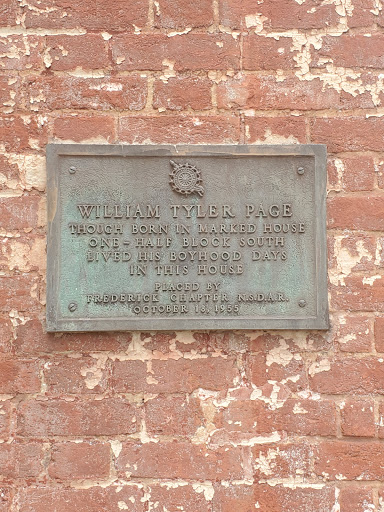 WILLIAM TYLER PAGE
THOUGH BORN IN MARKED HOUSE
ONE-HALF BLOCK SOUTH
LIVED HIS BOYHOOD DAYS
IN THIS HOUSE
PLACED BY
FREDERICK CHAPTER N.S.D.A.R.
OCTOBER 13, 1955